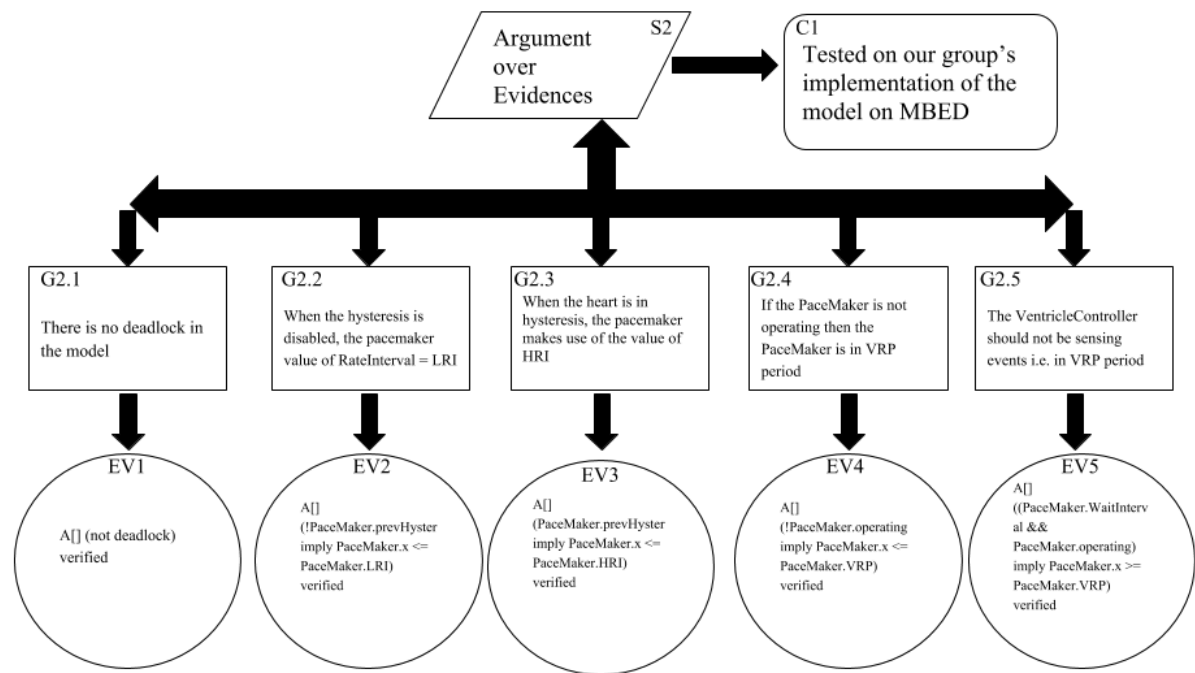 S2
Argument
over
Evidences
C1
Tested on our group's
implementation of the
model on MBED
G2.1
There is no deadlock in
the model
G2.2
When the hysteresis is
disabled, the pacemaker
value of RateInterval = LRI
G2.3
When the heart is in
hysteresis, the pacemaker
makes use of the value of
HRI
G2.4
If the PaceMaker is not
operating then the
PaceMaker is in VRP
period
G2.5
The VentricleController
should not be sensing
events i.e. in VRP period
EV1
A[] (not deadlock)
verified
EV2
A[]
(!PaceMaker.prevHyster
imply PaceMaker.x <=
PaceMaker.LRI)
verified
EV3
A[]
(PaceMaker.prevHyster
imply PaceMaker.x <=
PaceMaker.HRI)
verified
EV4
A[]
(!PaceMaker.operating
imply PaceMaker.x <=
PaceMaker.VRP)
verified
EV5
A[]
((PaceMaker.WaitInterv
al &&
PaceMaker.operating)
imply PaceMaker.x >=
PaceMaker.VRP)
verified